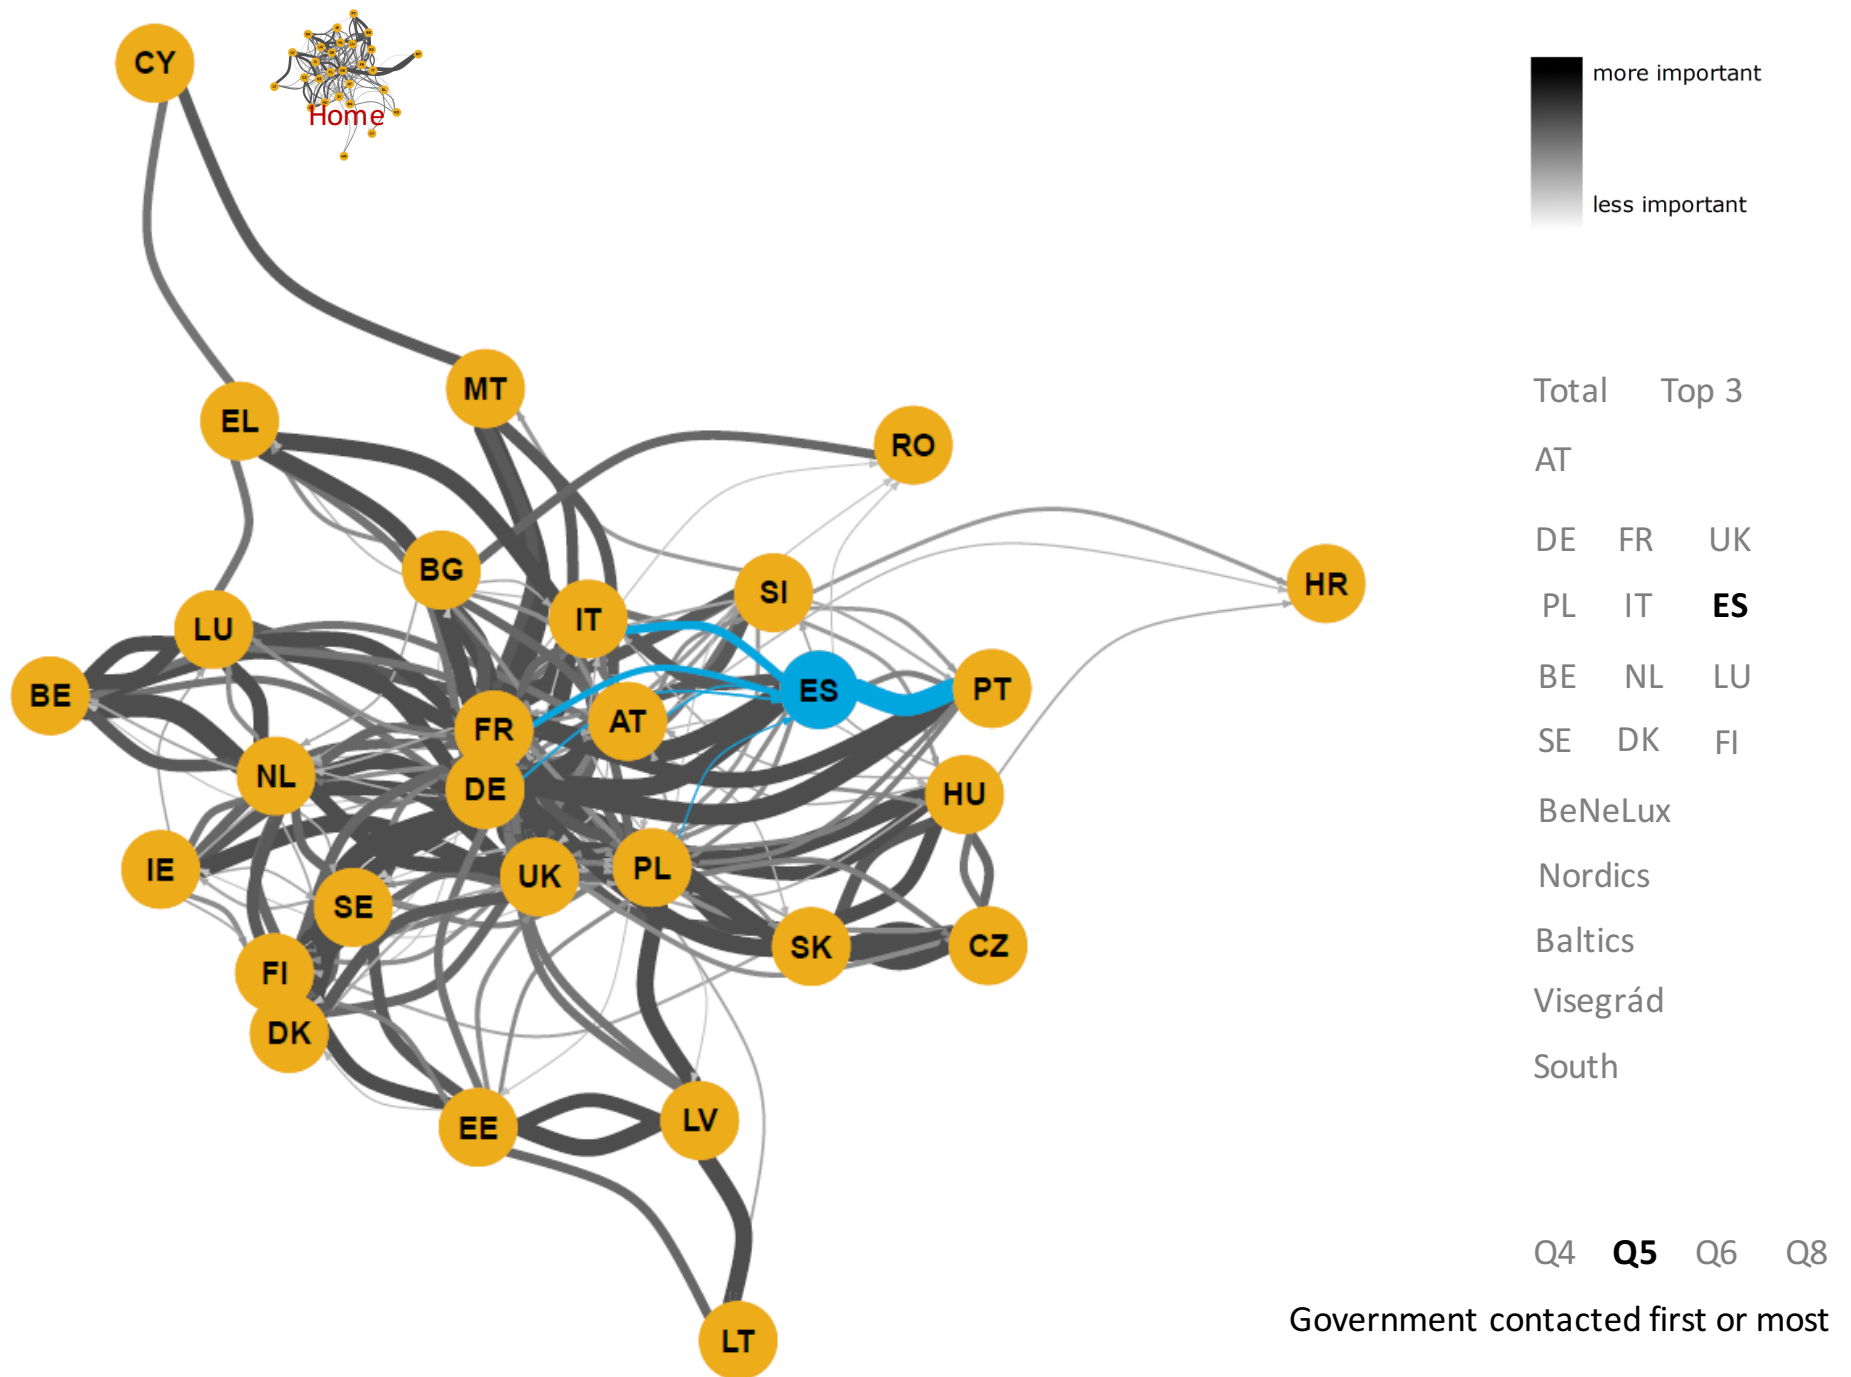 CY
Home
more important
less important
MT
EL
RO
Total Top 3
AT
BG
SI
HR
DE FR UK
LU
IT
PL IT ES
BE
ES
PT
BE NL LU
FR
AT
NL
DE
HU
SE DK FI
IE
UK
PL
BeNeLux
SE
SK
CZ
Nordics
FI
DK
Baltics
Visegrád
South
EE
LV
LT
Q4 Q5 Q6 Q8
Government contacted first or most